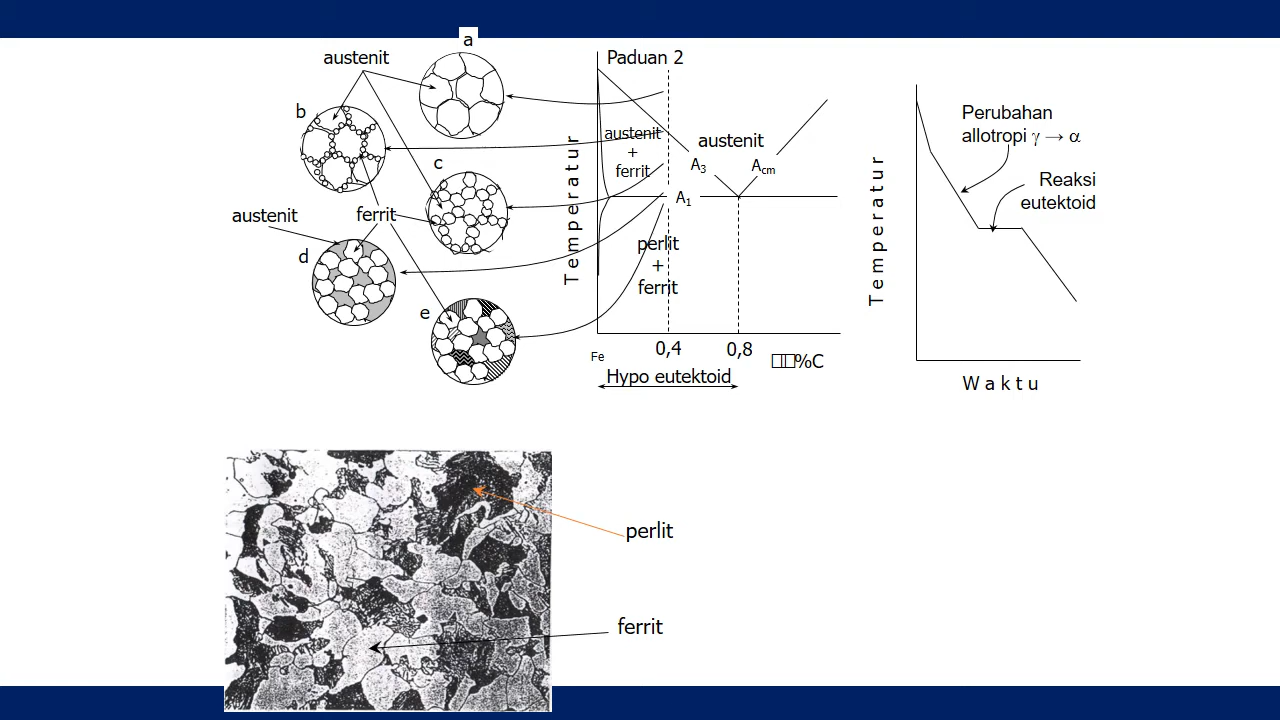 a
austenit
b
c
austenit
ferrit
d
e
Paduan 2
Temperatur
austenit
+
ferrit
austenit
A3
Acm
A1
perlit
+
ferrit
Fe
0,4
0,8
%C
Hypo eutektoid
Temperatur
Perubahan
allotropi γ → α
Reaksi
eutektoid
Waktu
perlit
ferrit